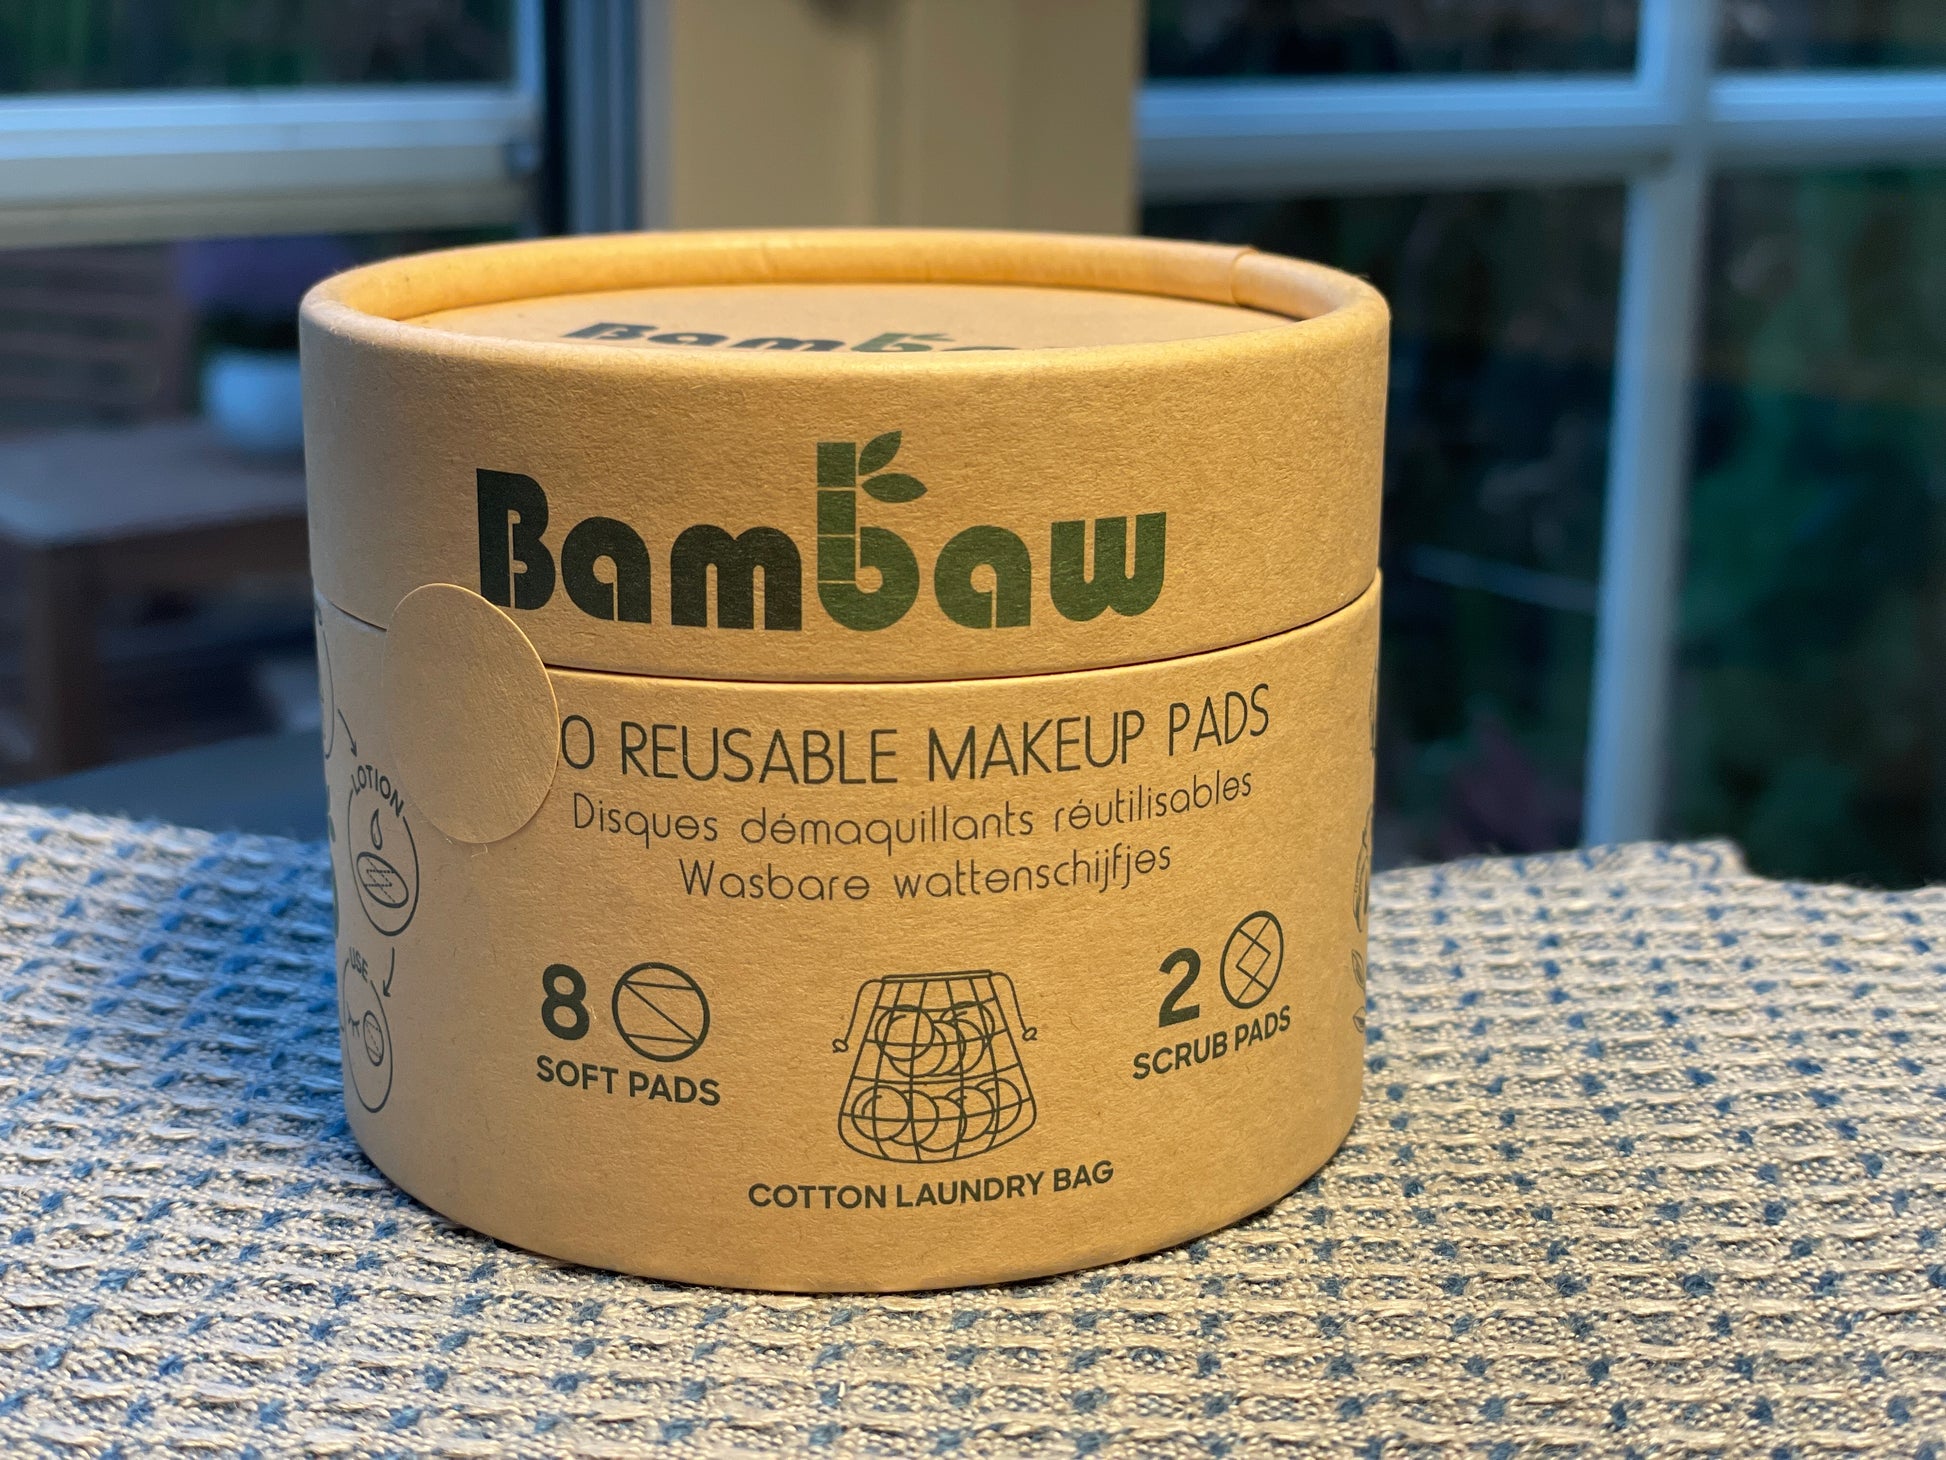 Bambaw
Bambaw
0 REUSABLE MAKEUP PADS
Disques démaquillants réutilisables
Wasbare wattenschijfjes
LOTION
USE
8
SOFT PADS
2
SCRUB PADS
COTTON LAUNDRY BAG